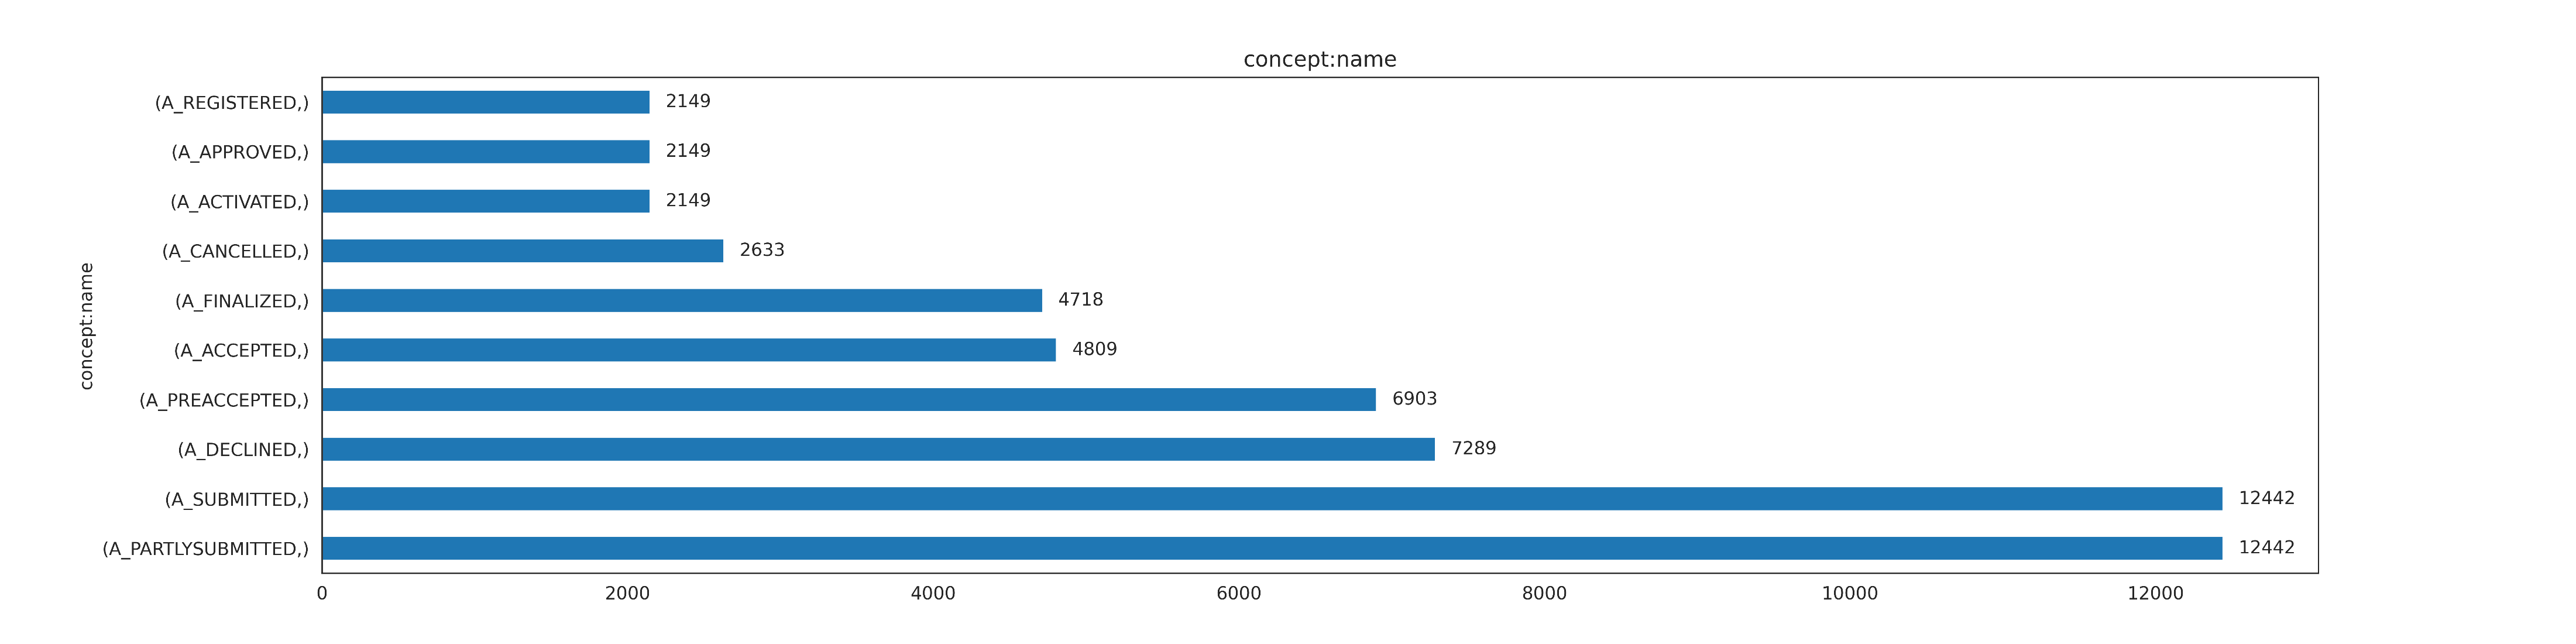 concept:name
(A_REGISTERED,) 2149
(A_APPROVED,) 2149
(A_ACTIVATED,) 2149
(A_CANCELLED,) 2633
(A_FINALIZED,) 4718
(A_ACCEPTED,) 4809
(A_PREACCEPTED,) 6903
(A_DECLINED,) 7289
(A_SUBMITTED,) 12442
(A_PARTLYSUBMITTED,) 12442
concept:name
0 2000 4000 6000 8000 10000 12000